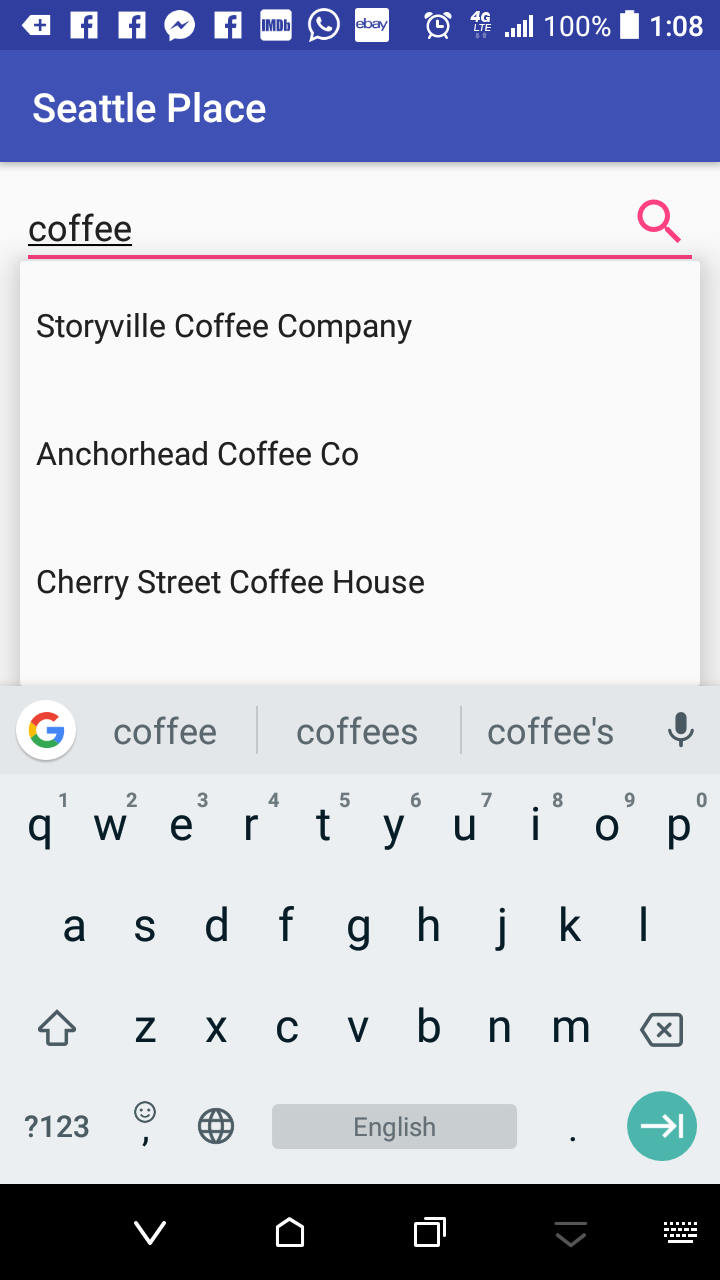 IMDb ebay 4G LTE 100% 1:08
Seattle Place
coffee
Storyville Coffee Company
Anchorhead Coffee Co
Cherry Street Coffee House
coffee coffees coffee's
1 2 3 4 5 6 7 8 9 0
q w e r t y u i o p
a s d f g h j k l
z x c v b n m
?123 , English .